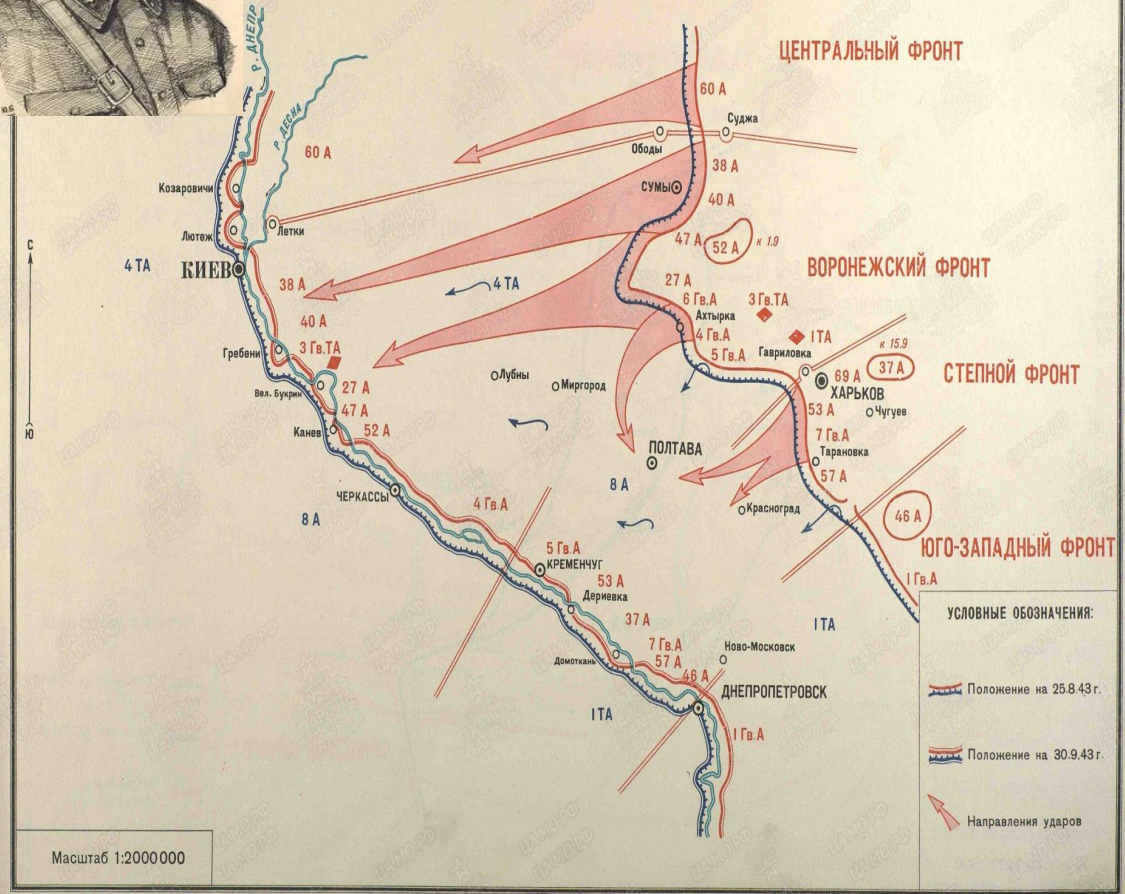 Р. ДНЕПР
Р. ДЕСНА
ЦЕНТРАЛЬНЫЙ ФРОНТ
60 А
Суджа
Ободы
60 А
38 А
СУМЫ
Козаровичи
40 А
Лютеж
Летки
47 А
52 А
к 1.9
С
4 ТА
КИЕВ
ВОРОНЕЖСКИЙ ФРОНТ
38 А
4 ТА
27 А
6 Гв.А
3 Гв.ТА
40 А
Ахтырка
4 Гв.А
1 ТА
3 Гв.ТА
Гребени
5 Гв.А
Гавриловка
к 15.9
37 А
Лубны
Миргород
69 А
СТЕПНОЙ ФРОНТ
27 А
ХАРЬКОВ
Вел. Букрин
47 А
53 А
Чугуев
Канев
52 А
Ю
7 Гв.А
ПОЛТАВА
Тарановка
57 А
8 А
ЧЕРКАССЫ
4 Гв.А
Красноград
46 А
8 А
ЮГО-ЗАПАДНЫЙ ФРОНТ
5 Гв.А
КРЕМЕНЧУГ
53 А
1 Гв.А
Дериевка
37 А
1 ТА
7 Гв.А
Ново-Московск
Домоткань
57 А
46 А
ДНЕПРОПЕТРОВСК
1 ТА
1 Гв.А
УСЛОВНЫЕ ОБОЗНАЧЕНИЯ:
Положение на 25.8.43 г.
Положение на 30.9.43 г.
Направления ударов
Масштаб 1:2000000